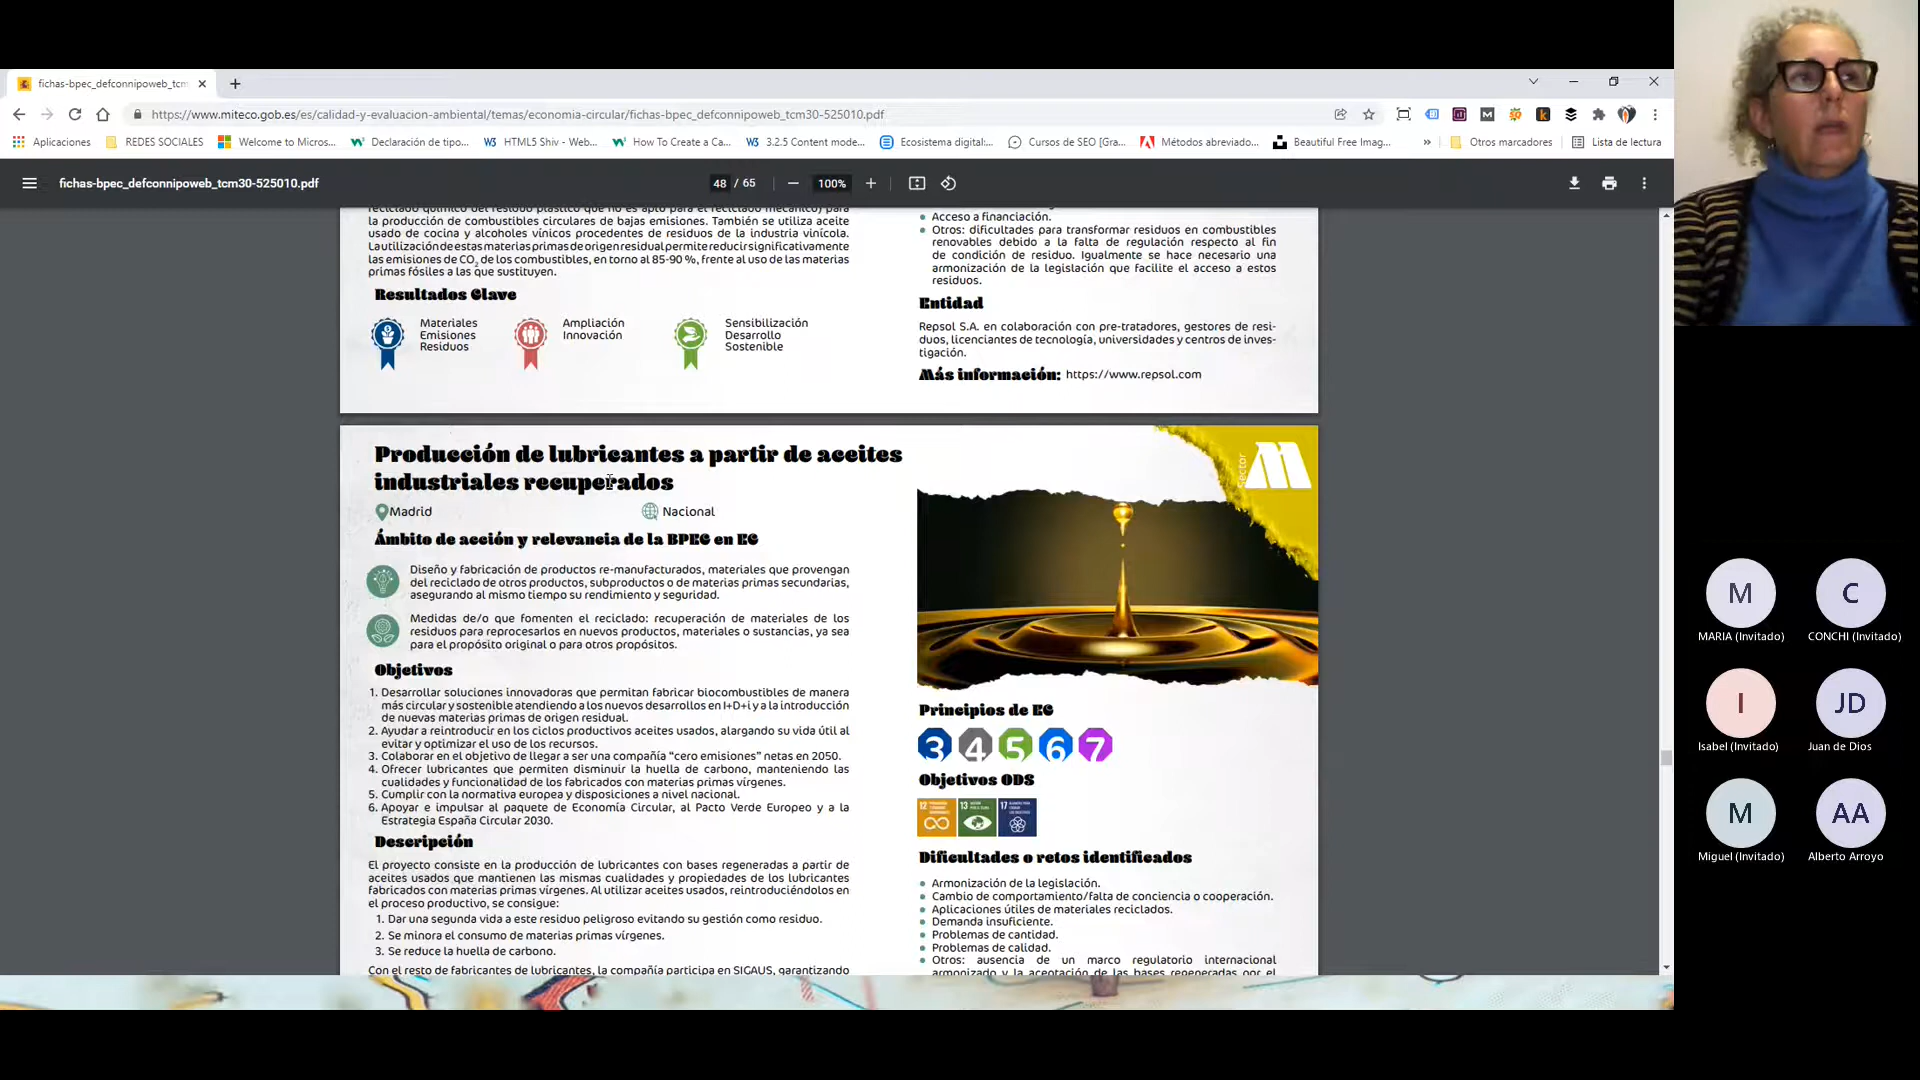 fichas-bpec_defconnipoweb_tcm
https://www.miteco.gob.es/es/calidad-y-evaluacion-ambiental/temas/economia-circular/fichas-bpec_defconnipoweb_tcm30-525010.pdf
Aplicaciones REDES SOCIALES Welcome to Micros... Declaración de tipo... HTML5 Shiv - Web... How To Create a Ca... 3.2.5 Content mode... Ecosistema digital:... Cursos de SEO [Gra... Métodos abreviado... Beautiful Free Imag... » Otros marcadores Lista de lectura
fichas-bpec_defconnipoweb_tcm30-525010.pdf 48 / 65 100%
reciclado químico del residuo plástico que no es apto para el reciclado mecánico) para
la producción de combustibles circulares de bajas emisiones. También se utiliza aceite
usado de cocina y alcoholes vínicos procedentes de residuos de la industria vinícola.
La utilización de estas materias primas de origen residual permite reducir significativamente
las emisiones de CO2 de los combustibles, en torno al 85-90 %, frente al uso de las materias
primas fósiles a las que sustituyen.
Resultados Clave
Materiales
Emisiones
Residuos
Ampliación
Innovación
Sensibilización
Desarrollo
Sostenible
Acceso a financiación.
Otros: dificultades para transformar residuos en combustibles
renovables debido a la falta de regulación respecto al fin
de condición de residuo. Igualmente se hace necesario una
armonización de la legislación que facilite el acceso a estos
residuos.
Entidad
Repsol S.A. en colaboración con pre-tratadores, gestores de resi-
duos, licenciantes de tecnología, universidades y centros de inves-
tigación.
Más información: https://www.repsol.com
Producción de lubricantes a partir de aceites
industriales recuperados
Madrid Nacional
Ámbito de acción y relevancia de la BPEC en EC
Diseño y fabricación de productos re-manufacturados, materiales que provengan
del reciclado de otros productos, subproductos o de materias primas secundarias,
asegurando al mismo tiempo su rendimiento y seguridad.
Medidas de/o que fomenten el reciclado: recuperación de materiales de los
residuos para reprocesarlos en nuevos productos, materiales o sustancias, ya sea
para el propósito original o para otros propósitos.
Objetivos
1. Desarrollar soluciones innovadoras que permitan fabricar biocombustibles de manera
más circular y sostenible atendiendo a los nuevos desarrollos en I+D+i y a la introducción
de nuevas materias primas de origen residual.
2. Ayudar a reintroducir en los ciclos productivos aceites usados, alargando su vida útil al
evitar y optimizar el uso de los recursos.
3. Colaborar en el objetivo de llegar a ser una compañía “cero emisiones” netas en 2050.
4. Ofrecer lubricantes que permiten disminuir la huella de carbono, manteniendo las
cualidades y funcionalidad de los fabricados con materias primas vírgenes.
5. Cumplir con la normativa europea y disposiciones a nivel nacional.
6. Apoyar e impulsar al paquete de Economía Circular, al Pacto Verde Europeo y a la
Estrategia España Circular 2030.
Descripción
El proyecto consiste en la producción de lubricantes con bases regeneradas a partir de
aceites usados que mantienen las mismas cualidades y propiedades de los lubricantes
fabricados con materias primas vírgenes. Al utilizar aceites usados, reintroduciéndolos en
el proceso productivo, se consigue:
1. Dar una segunda vida a este residuo peligroso evitando su gestión como residuo.
2. Se minora el consumo de materias primas vírgenes.
3. Se reduce la huella de carbono.
Con el resto de fabricantes de lubricantes, la compañía participa en SIGAUS, garantizando
sector M
Principios de EC
3 4 5 6 7
Objetivos ODS
12 13 17
Dificultades o retos identificados
Armonización de la legislación.
Cambio de comportamiento/falta de conciencia o cooperación.
Aplicaciones útiles de materiales reciclados.
Demanda insuficiente.
Problemas de cantidad.
Problemas de calidad.
Otros: ausencia de un marco regulatorio internacional
armonizado y la aceptación de las bases regeneradas por el
M C
MARIA (Invitado) CONCHI (Invitado)
I JD
Isabel (Invitado) Juan de Dios
M AA
Miguel (Invitado) Alberto Arroyo